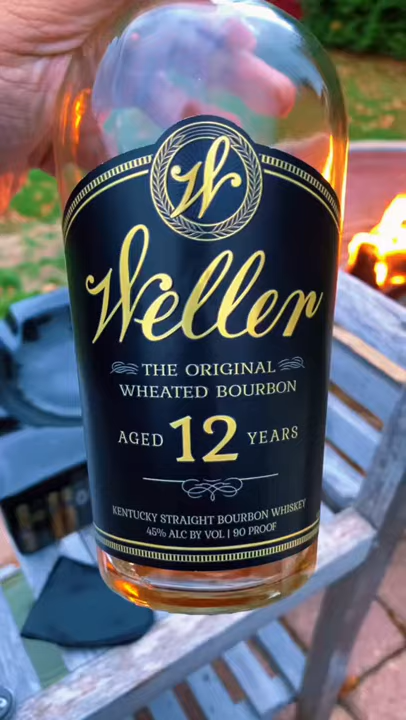 W
Weller
THE ORIGINAL
WHEATED BOURBON
AGED 12 YEARS
KENTUCKY STRAIGHT BOURBON WHISKEY
45% ALC BY VOL | 90 PROOF